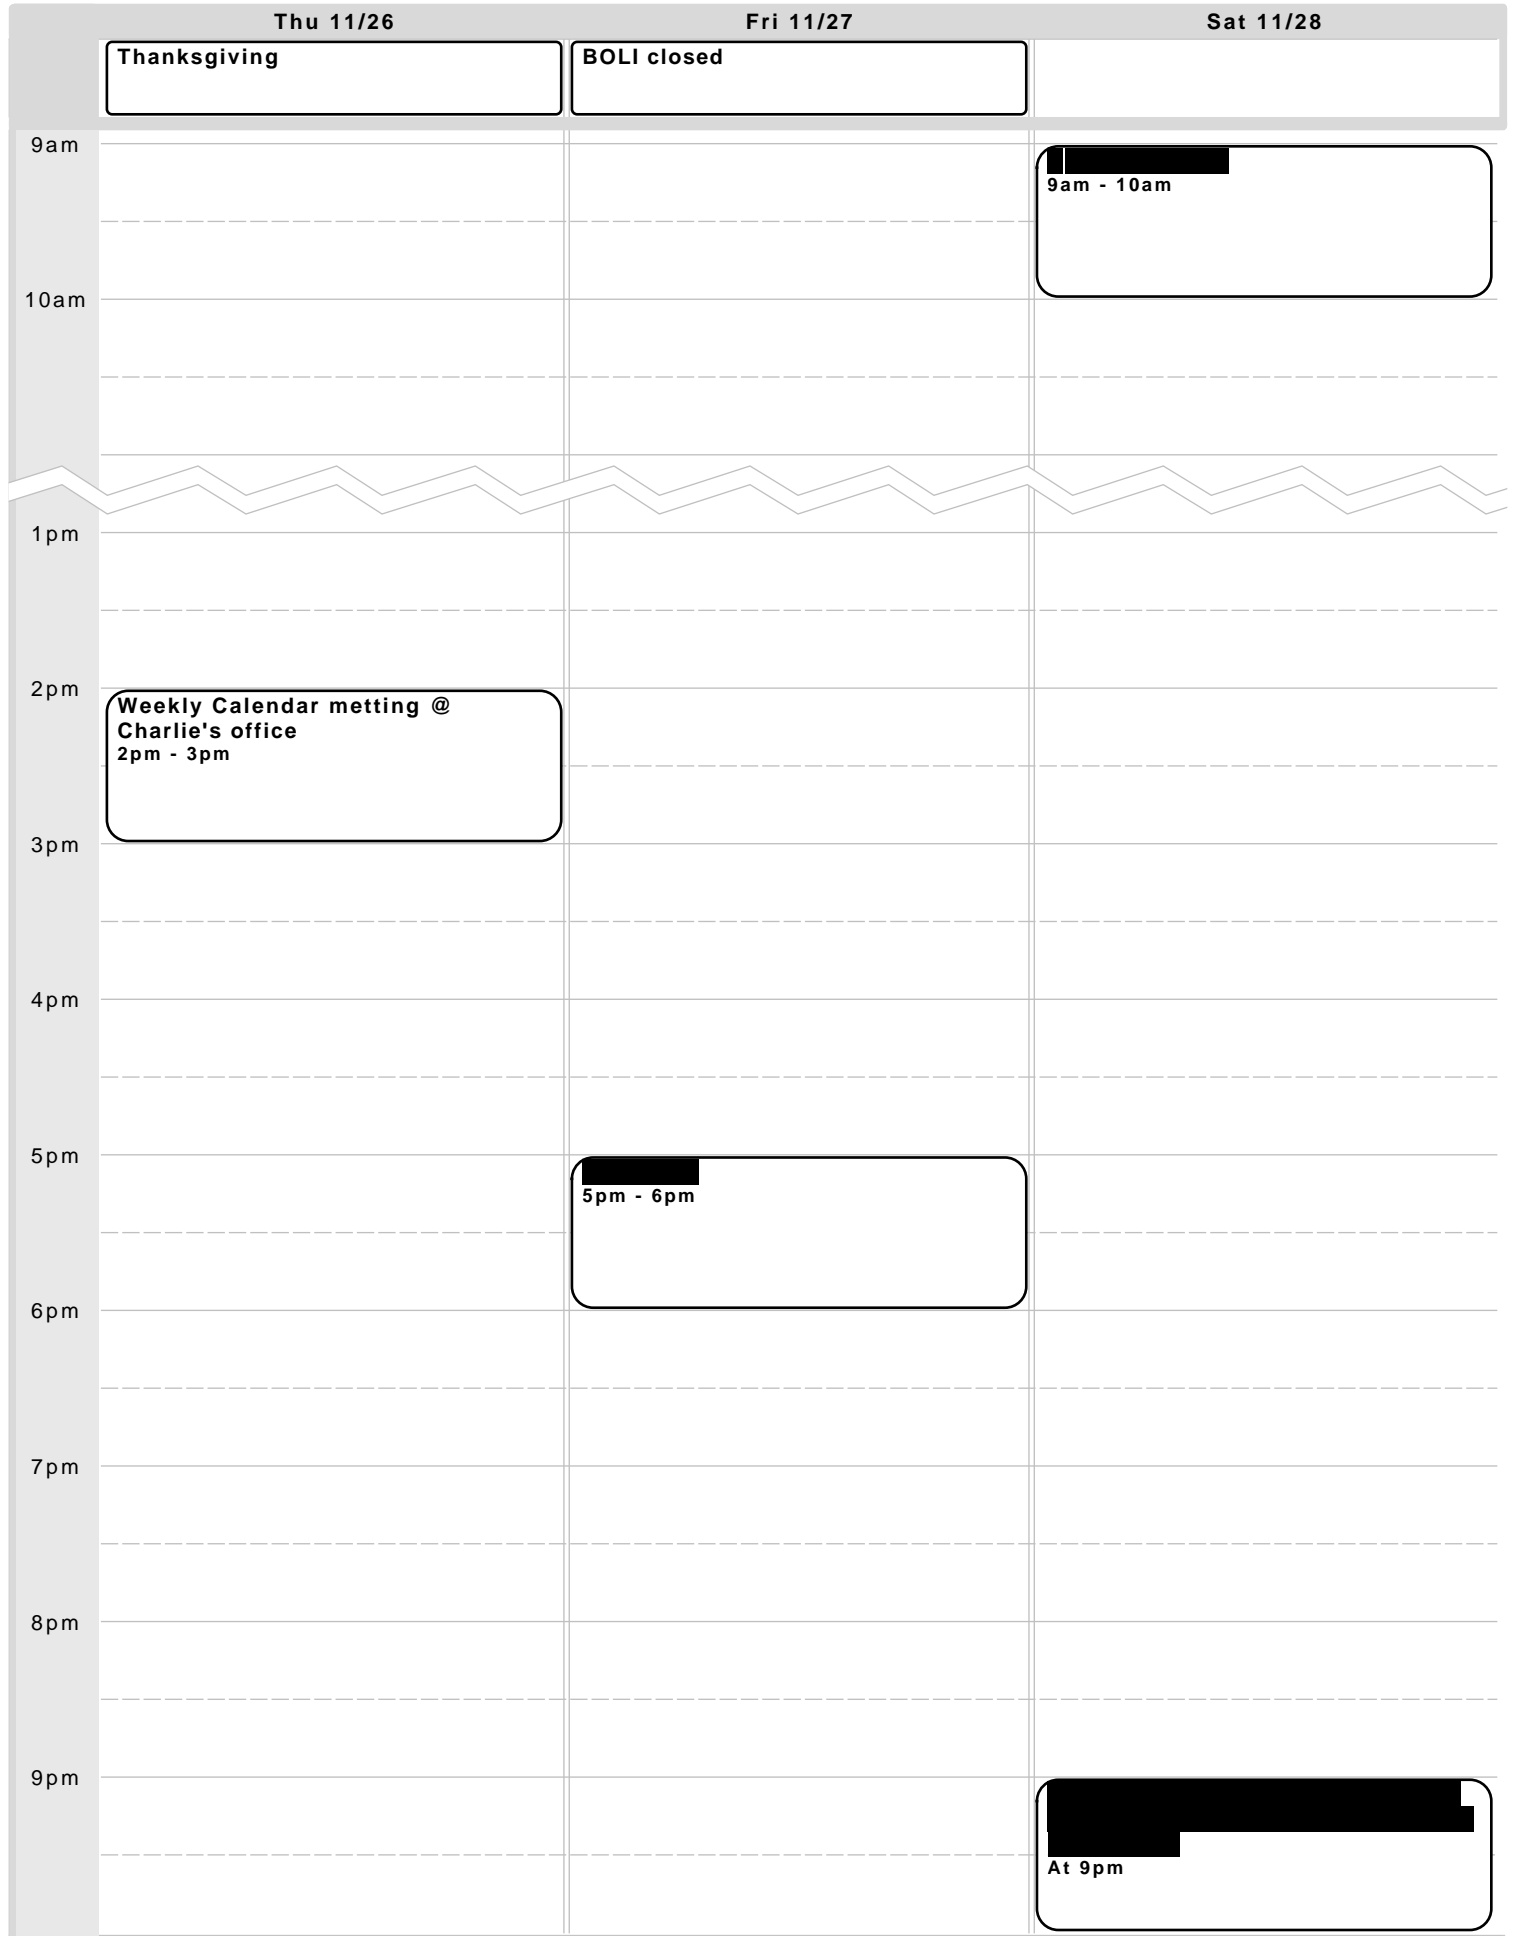 Thu 11/26
Fri 11/27
Sat 11/28
Thanksgiving
BOLI closed
9am
9am - 10am
10am
1pm
2pm
Weekly Calendar metting @
Charlie's office
2pm - 3pm
3pm
4pm
5pm
5pm - 6pm
6pm
7pm
8pm
9pm
At 9pm